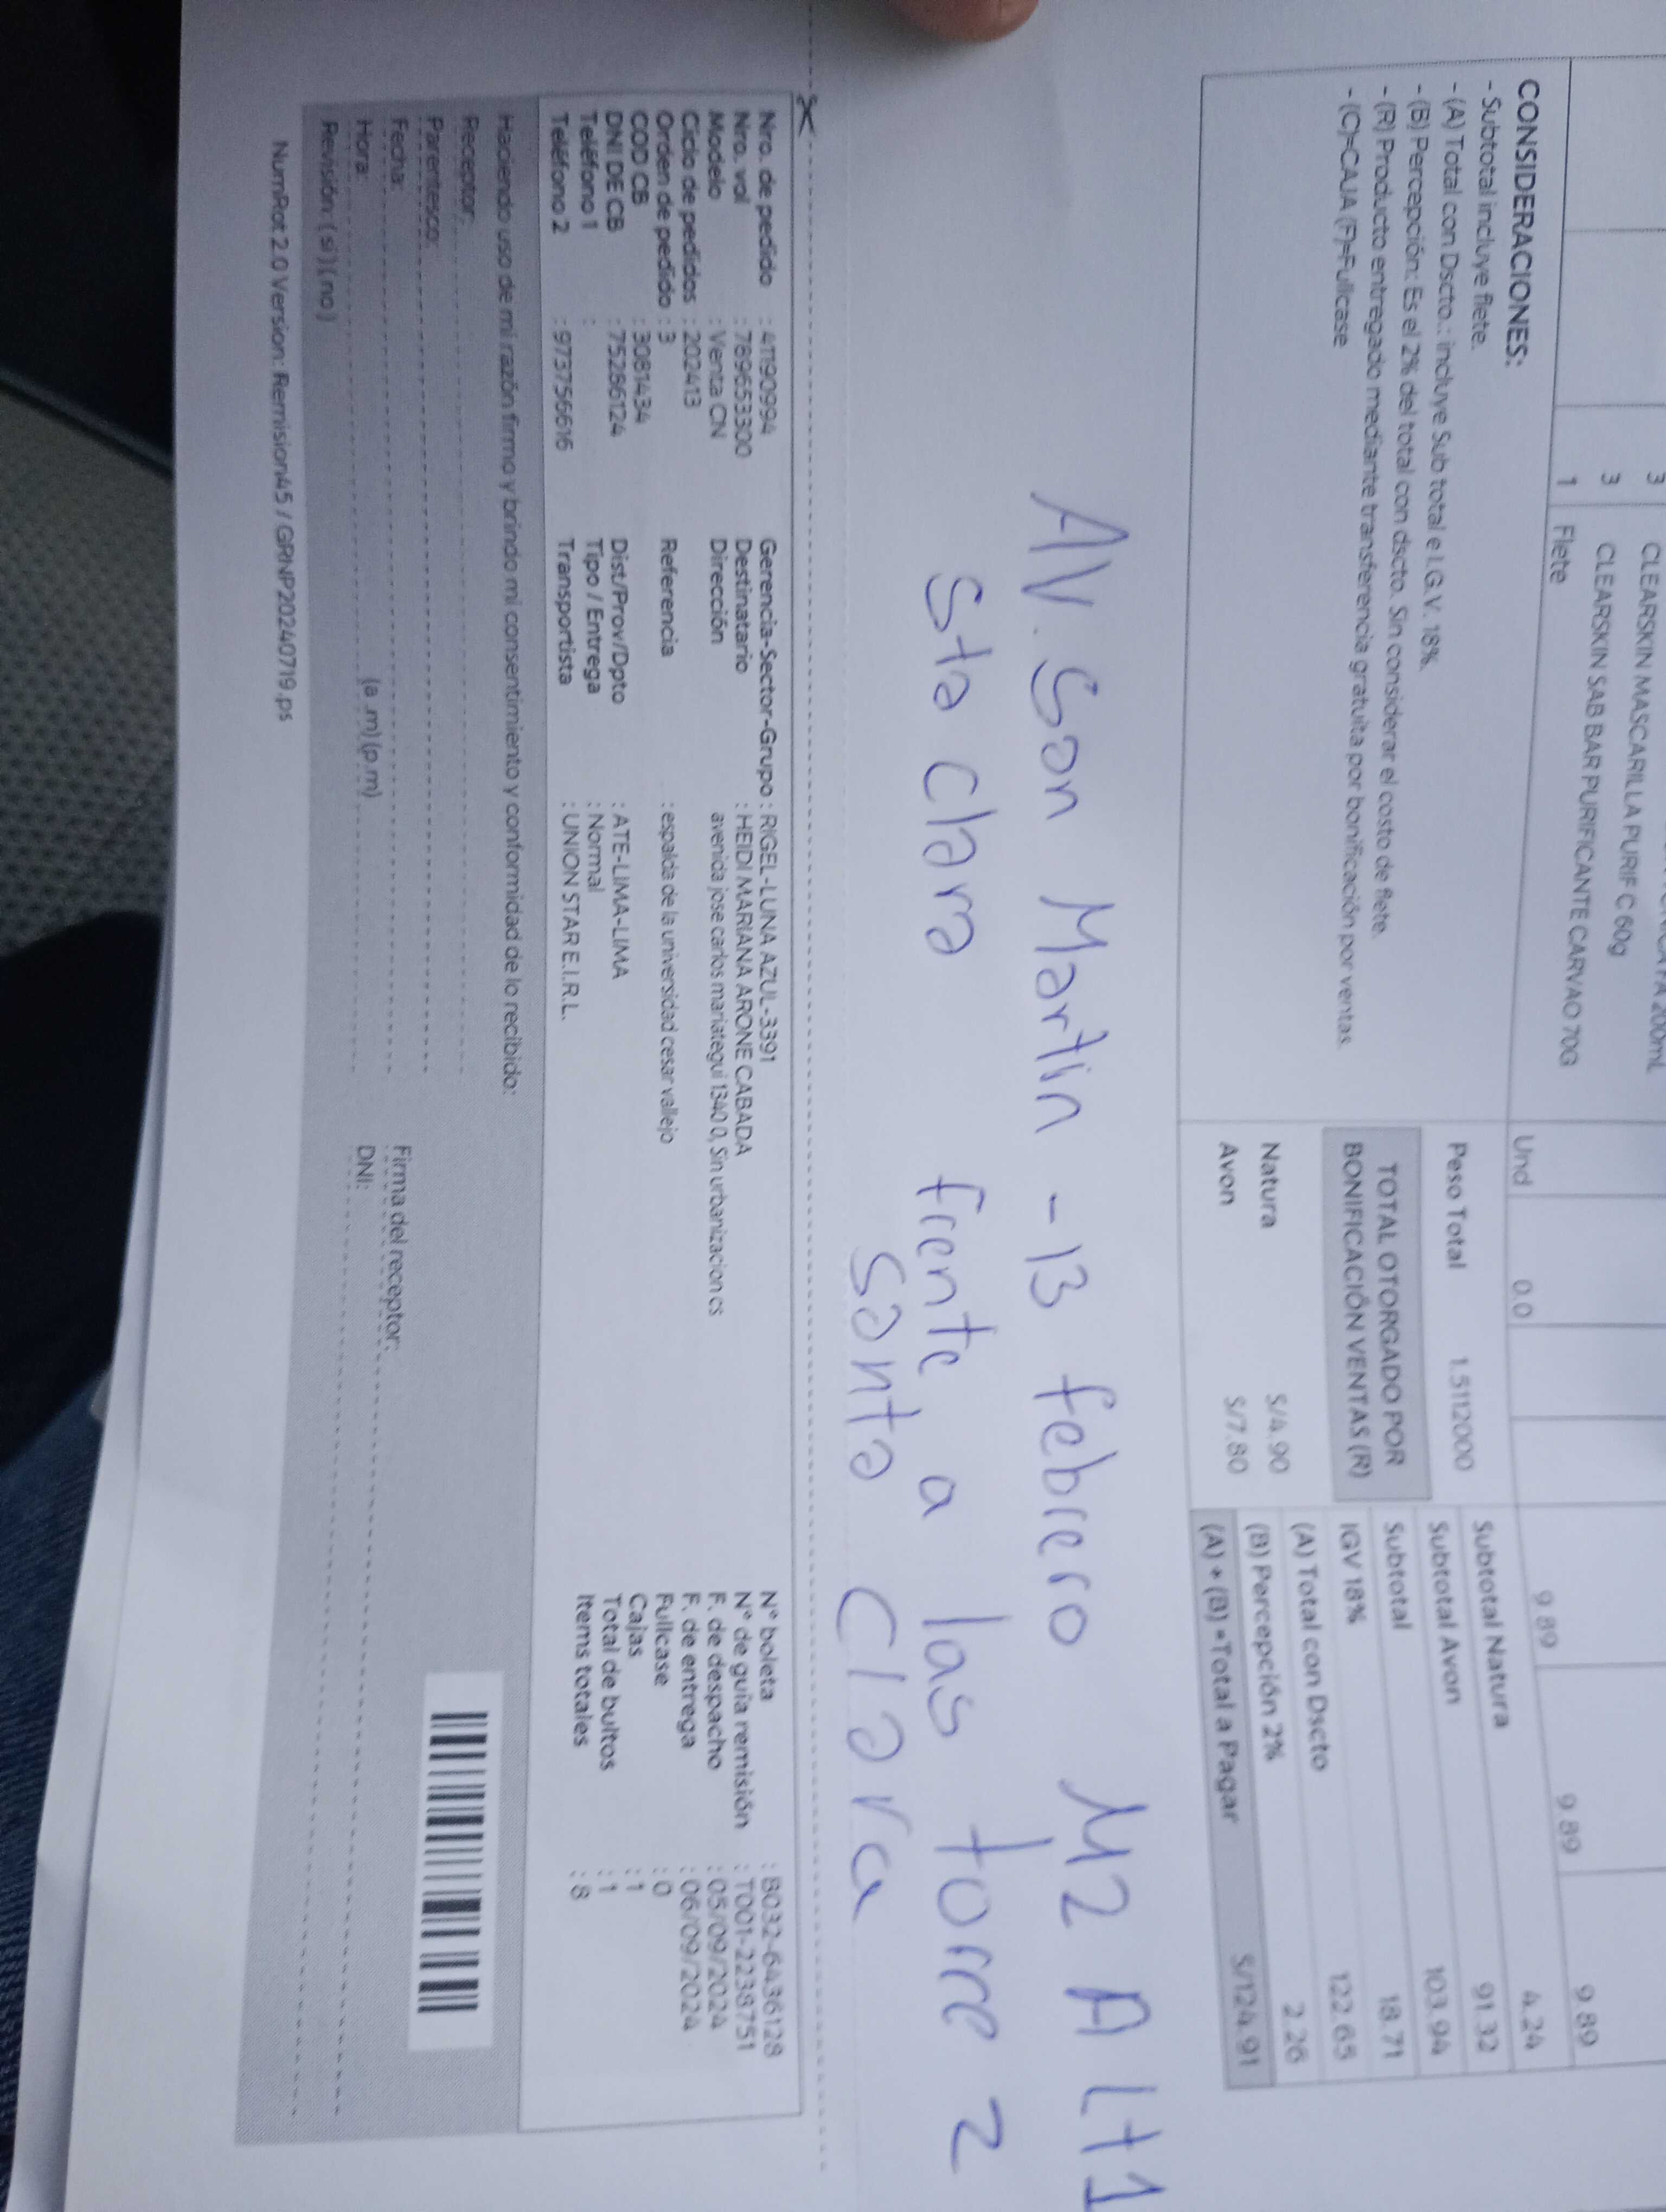 3 CLEARSKIN MASCARILLA PURIF C 60g
3 CLEARSKIN SAB BAR PURIFICANTE CARVAO 70G
1 Flete Und 0.0 9.89 9.89 9.89
CONSIDERACIONES:
- Subtotal incluye flete.
- (A) Total con Dscto.: incluye Sub total e I.G.V. 18%.
- (B) Percepción: Es el 2% del total con dscto. Sin considerar el costo de flete.
- (R) Producto entregado mediante transferencia gratuita por bonificación por ventas.
- (C)=CAJA (F)=Fullcase
Peso Total 1.5112000
TOTAL OTORGADO POR
BONIFICACIÓN VENTAS (R)
Natura S/4.90
Avon S/7.80
Subtotal Natura 4.24
Subtotal Avon 91.32
Subtotal 103.94
IGV 18% 18.71
(A) Total con Dscto 122.65
(B) Percepción 2% 2.26
(A) + (B) =Total a Pagar S/124.91
AV. San Martin - 13 febrero MZ A Lt1
Sta Clara frente a las torre 2
Santa Clara
Nro. de pedido : 41190994
Nro. vol : 789653300
Modelo : Venta CN
Ciclo de pedidos : 202413
Orden de pedido : 3
COD CB : 3081434
DNI DE CB : 75286124
Teléfono 1 :
Teléfono 2 : 973756616
Gerencia-Sector-Grupo : RIGEL-LUNA AZUL-3391
Destinatario : HEIDI MARIANA ARONE CABADA
Dirección avenida jose carlos mariategui 1340 0, Sin urbanizacion cs
Referencia : espalda de la universidad cesar vallejo
Dist/Prov/Dpto : ATE-LIMA-LIMA
Tipo / Entrega : Normal
Transportista : UNION STAR E.I.R.L.
N° boleta : B032-6436128
N° de guía remisión : T001-2238751
F. de despacho : 05/09/2024
F. de entrega : 06/09/2024
Fullcase : 0
Cajas : 1
Total de bultos : 1
Items totales : 8
Haciendo uso de mi razón firmo y brindo mi consentimiento y conformidad de lo recibido:
Receptor:
Parentesco:
Fecha:
Hora: (a .m) (p .m)
Revisión: ( si ) ( no )
Firma del receptor:
DNI:
NumRot 2.0 Version: Remision45 / GRNP20240719.ps